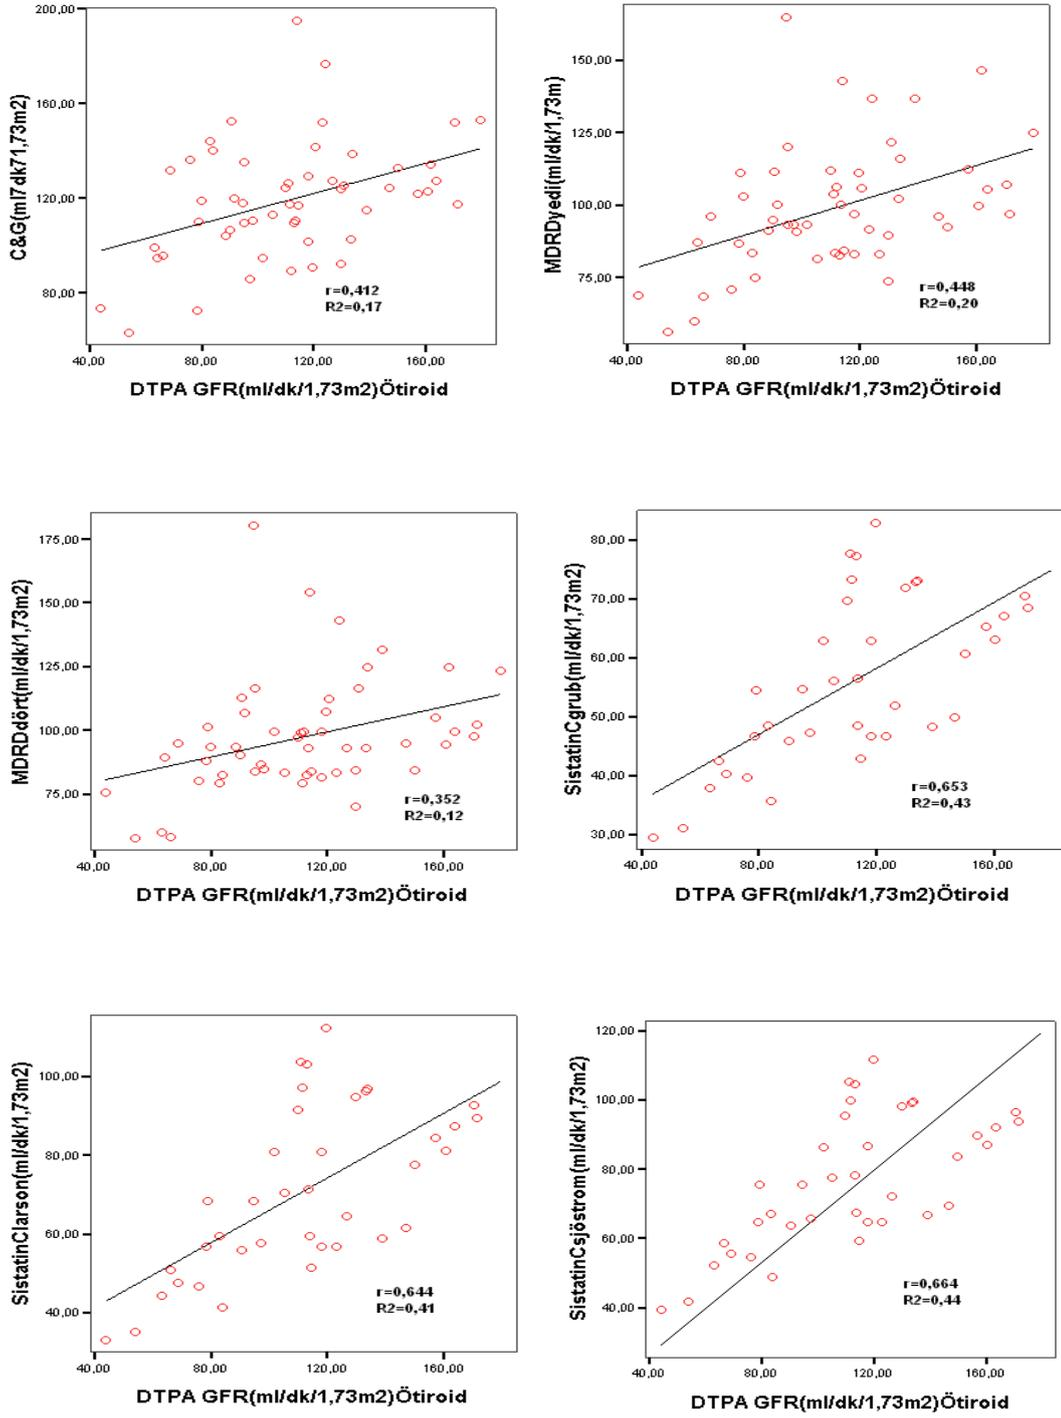 200,00
160,00
120,00
80,00
C&G(ml7dk71,73m2)
r=0,412
R2=0,17
40,00 80,00 120,00 160,00
DTPA GFR(ml/dk/1,73m2)Ötiroid
150,00
125,00
100,00
75,00
MDRDyedi(ml/dk/1,73m)
r=0,448
R2=0,20
40,00 80,00 120,00 160,00
DTPA GFR(ml/dk/1,73m2)Ötiroid
175,00
150,00
125,00
100,00
75,00
MDRDdört(ml/dk/1,73m2)
r=0,352
R2=0,12
40,00 80,00 120,00 160,00
DTPA GFR(ml/dk/1,73m2)Ötiroid
80,00
70,00
60,00
50,00
40,00
30,00
SistatinCgrub(ml/dk/1,73m2)
r=0,653
R2=0,43
40,00 80,00 120,00 160,00
DTPA GFR(ml/dk/1,73m2)Ötiroid
100,00
80,00
60,00
40,00
SistatinClarson(ml/dk/1,73m2)
r=0,644
R2=0,41
40,00 80,00 120,00 160,00
DTPA GFR(ml/dk/1,73m2)Ötiroid
120,00
100,00
80,00
60,00
40,00
SistatinCsjöstrom(ml/dk/1,73m2)
r=0,664
R2=0,44
40,00 80,00 120,00 160,00
DTPA GFR(ml/dk/1,73m2)Ötiroid